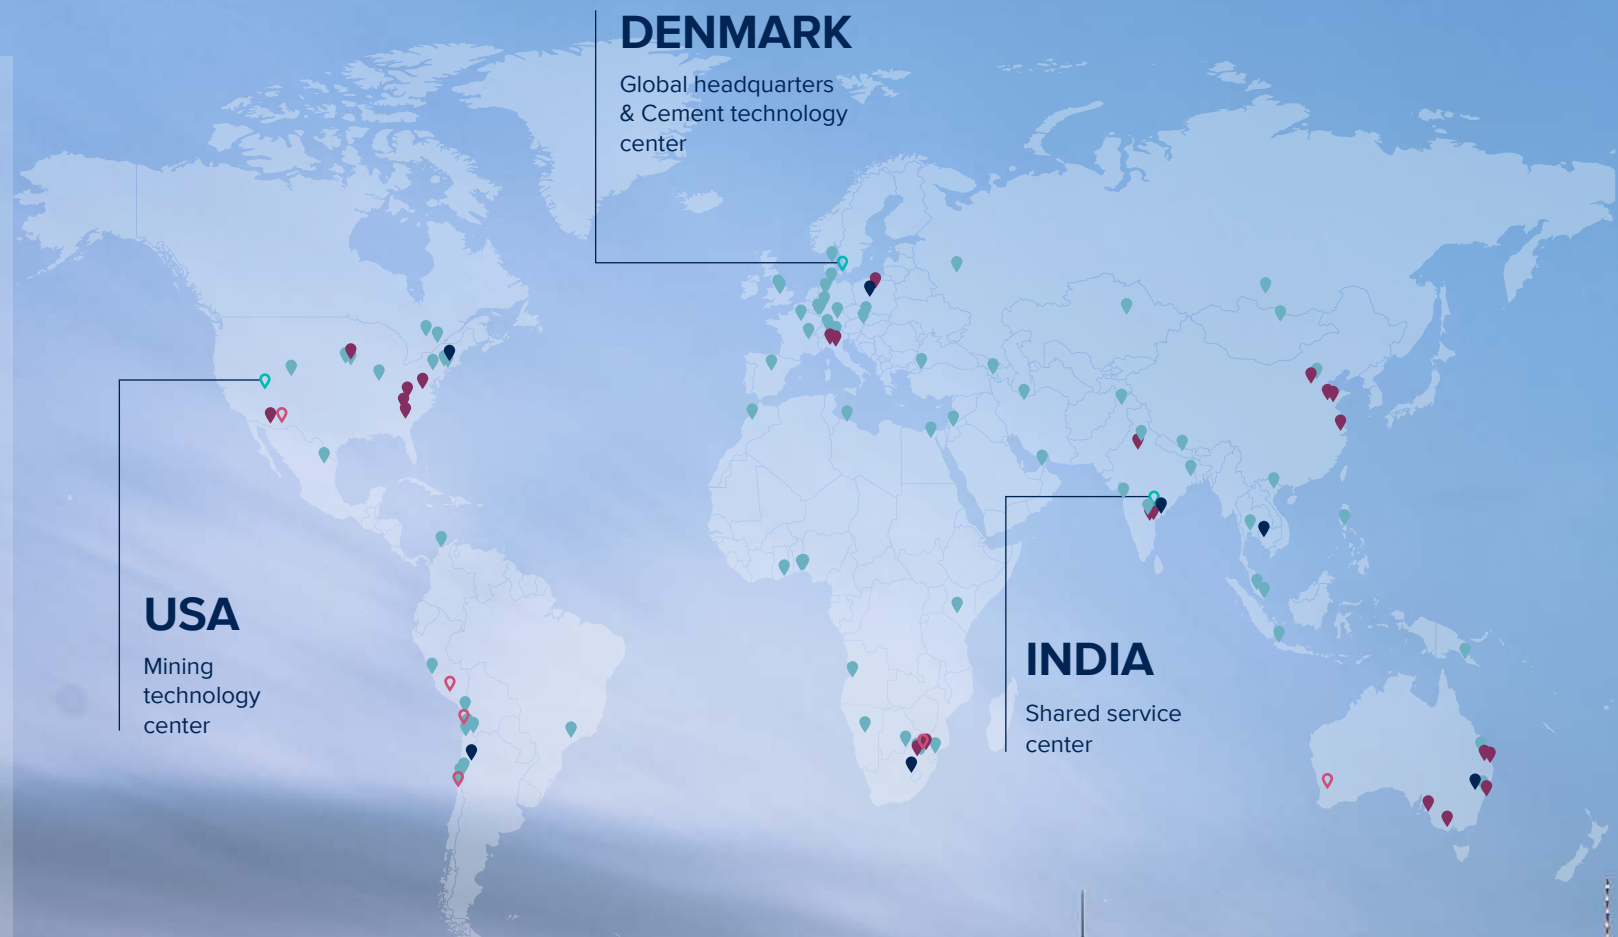 DENMARK
Global headquarters
& Cement technology
center
USA
Mining
technology
center
INDIA
Shared service
center